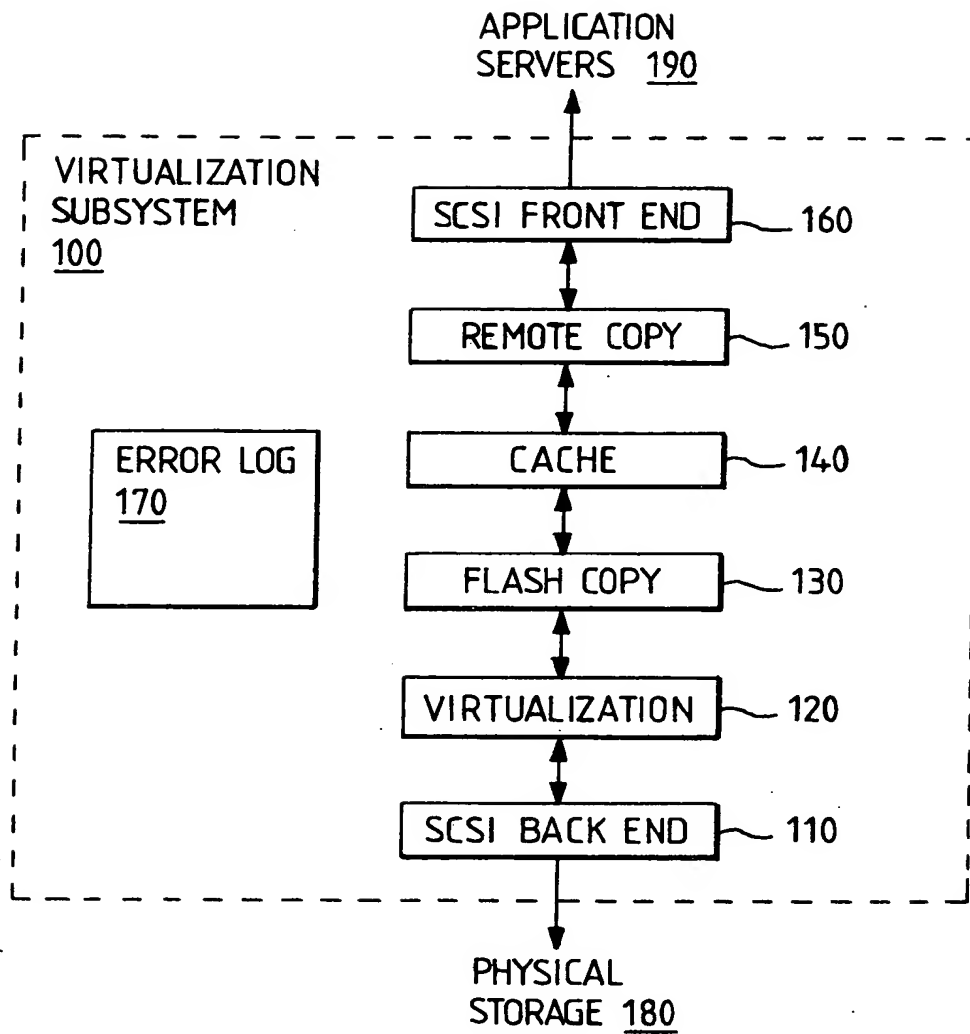 APPLICATION
SERVERS 190
VIRTUALIZATION
SUBSYSTEM
100
SCSI FRONT END
160
REMOTE COPY
150
ERROR LOG
170
CACHE
140
FLASH COPY
130
VIRTUALIZATION
120
SCSI BACK END
110
PHYSICAL
STORAGE 180